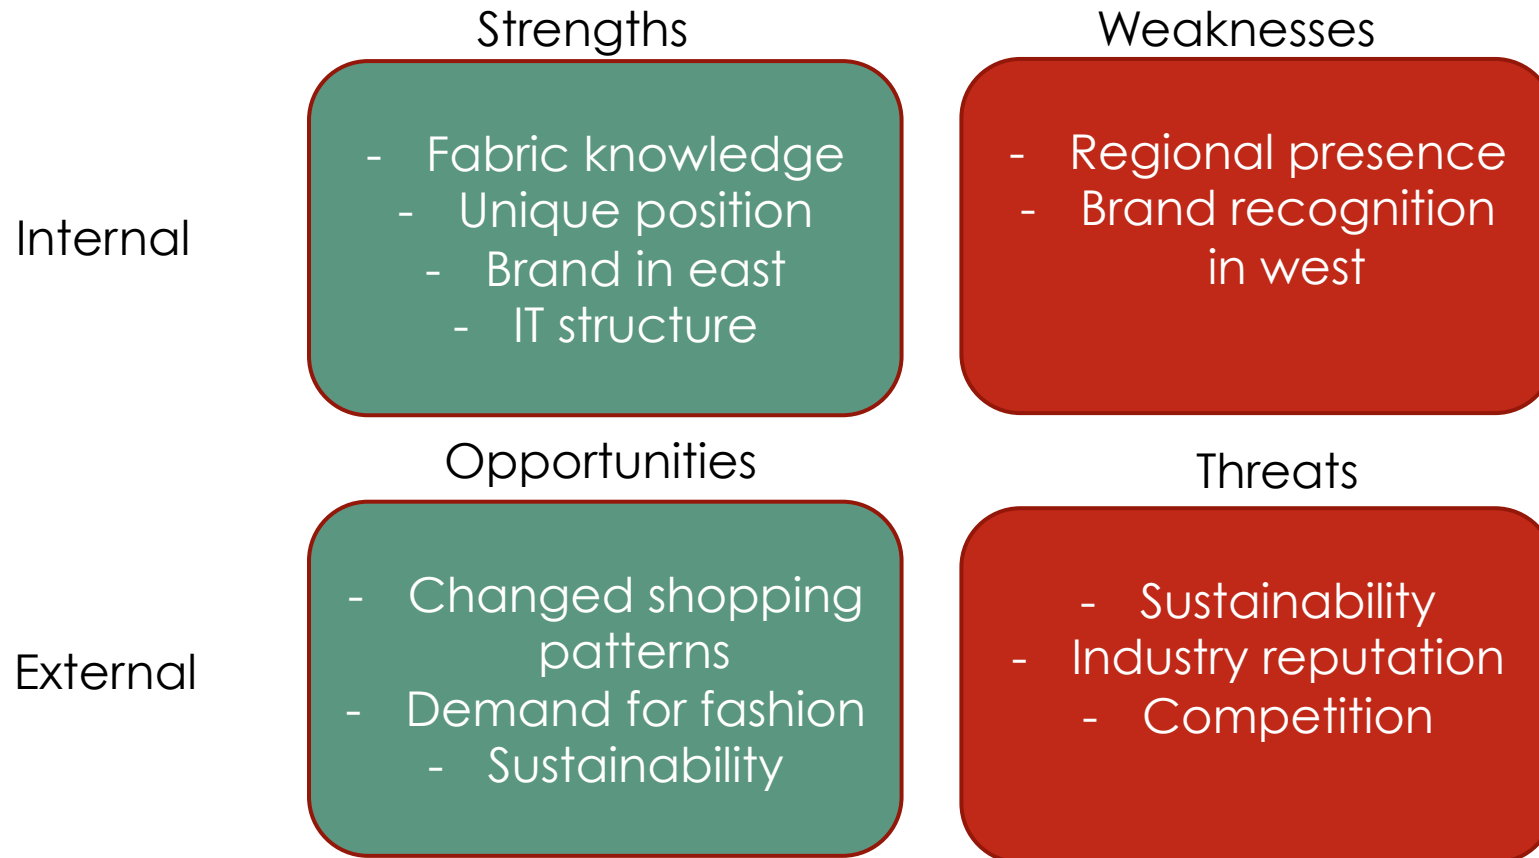 Strengths
Weaknesses
Internal
- Fabric knowledge
- Unique position
- Brand in east
- IT structure
- Regional presence
- Brand recognition
in west
Opportunities
Threats
External
- Changed shopping
patterns
- Demand for fashion
- Sustainability
- Sustainability
- Industry reputation
- Competition